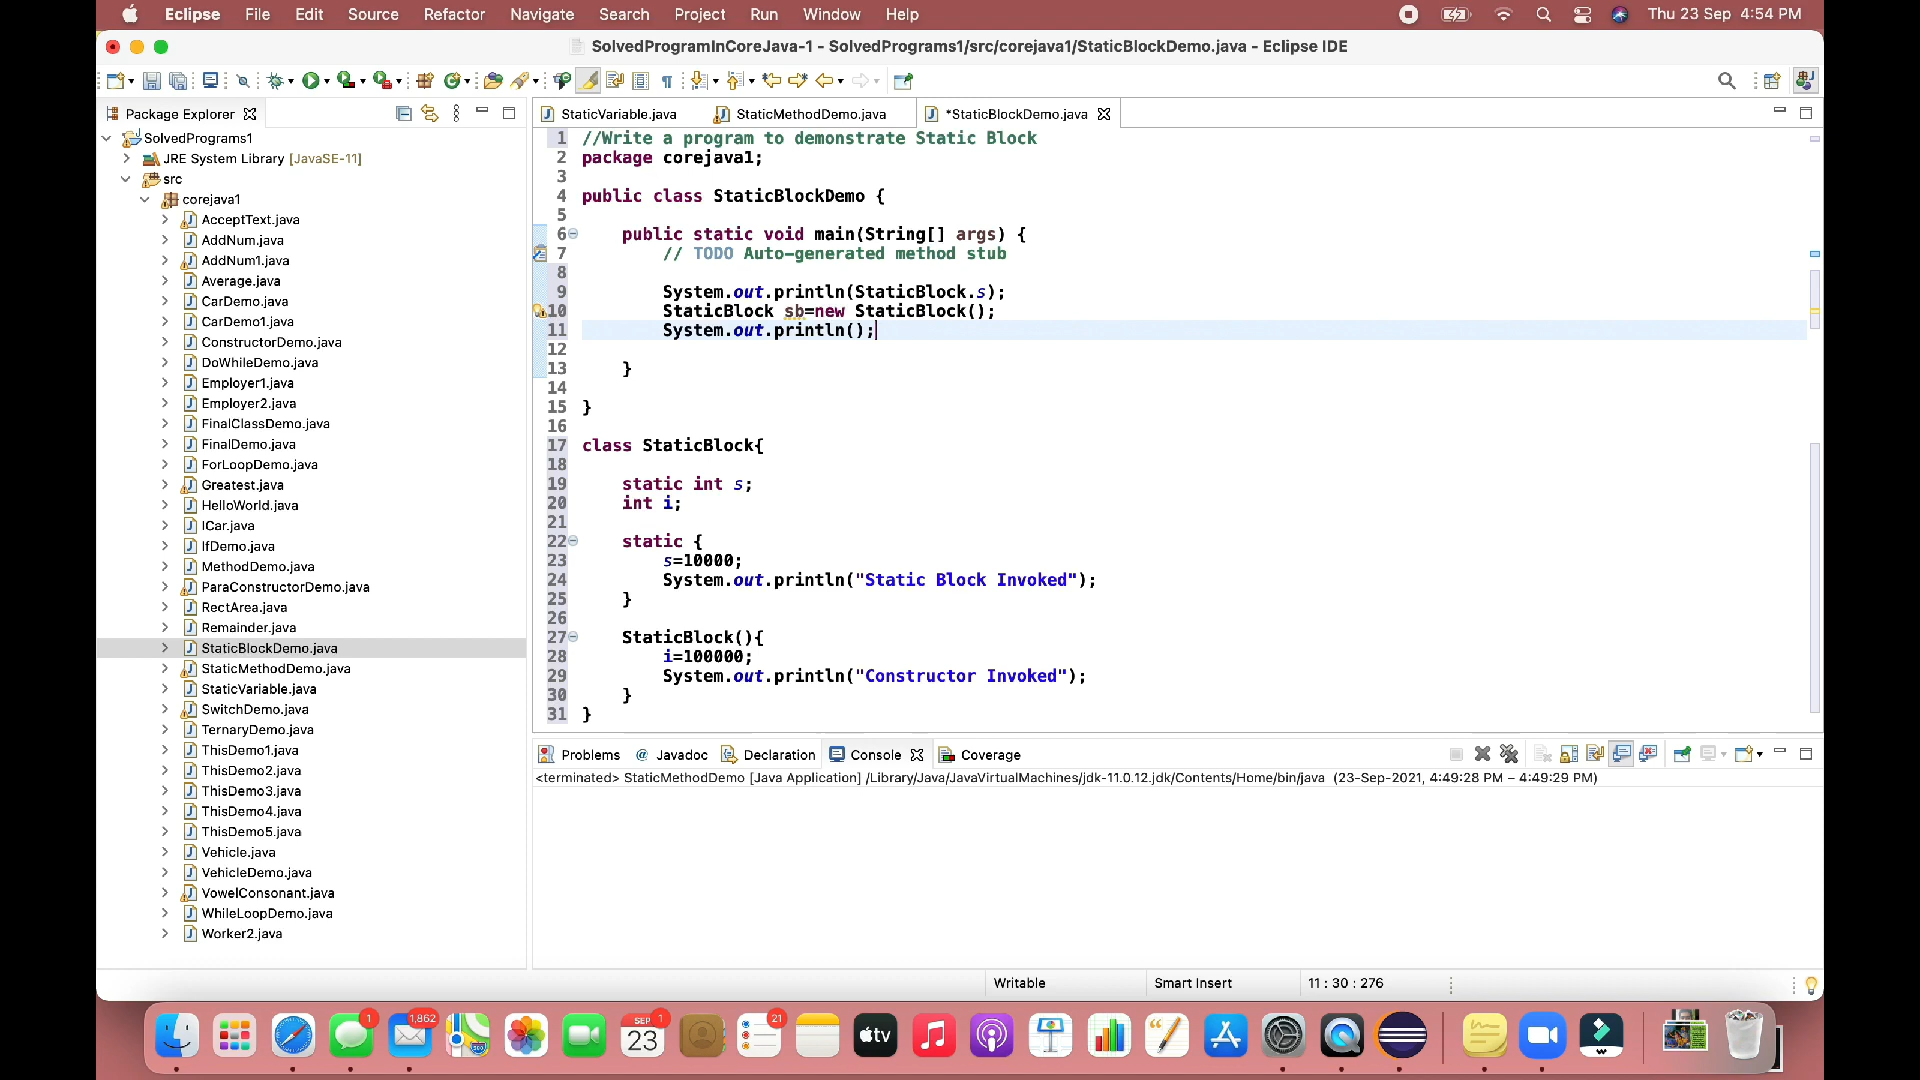 Eclipse File Edit Source Refactor Navigate Search Project Run Window Help Thu 23 Sep 4:54 PM
SolvedProgramInCoreJava-1 - SolvedPrograms1/src/corejava1/StaticBlockDemo.java - Eclipse IDE
Package Explorer
SolvedPrograms1
JRE System Library [JavaSE-11]
src
corejava1
AcceptText.java
AddNum.java
AddNum1.java
Average.java
CarDemo.java
CarDemo1.java
ConstructorDemo.java
DoWhileDemo.java
Employer1.java
Employer2.java
FinalClassDemo.java
FinalDemo.java
ForLoopDemo.java
Greatest.java
HelloWorld.java
ICar.java
IfDemo.java
MethodDemo.java
ParaConstructorDemo.java
RectArea.java
Remainder.java
StaticBlockDemo.java
StaticMethodDemo.java
StaticVariable.java
SwitchDemo.java
TernaryDemo.java
ThisDemo1.java
ThisDemo2.java
ThisDemo3.java
ThisDemo4.java
ThisDemo5.java
Vehicle.java
VehicleDemo.java
VowelConsonant.java
WhileLoopDemo.java
Worker2.java
StaticVariable.java StaticMethodDemo.java *StaticBlockDemo.java
1 //Write a program to demonstrate Static Block
2 package corejava1;
3
4 public class StaticBlockDemo {
5
6 public static void main(String[] args) {
7 // TODO Auto-generated method stub
8
9 System.out.println(StaticBlock.s);
10 StaticBlock sb=new StaticBlock();
11 System.out.println();
12
13 }
14
15 }
16
17 class StaticBlock{
18
19 static int s;
20 int i;
21
22 static {
23 s=10000;
24 System.out.println("Static Block Invoked");
25 }
26
27 StaticBlock(){
28 i=100000;
29 System.out.println("Constructor Invoked");
30 }
31 }
Problems @ Javadoc Declaration Console Coverage
<terminated> StaticMethodDemo [Java Application] /Library/Java/JavaVirtualMachines/jdk-11.0.12.jdk/Contents/Home/bin/java (23-Sep-2021, 4:49:28 PM – 4:49:29 PM)
Writable Smart Insert 11 : 30 : 276
1 1,862 SEP 23 1 21 tv